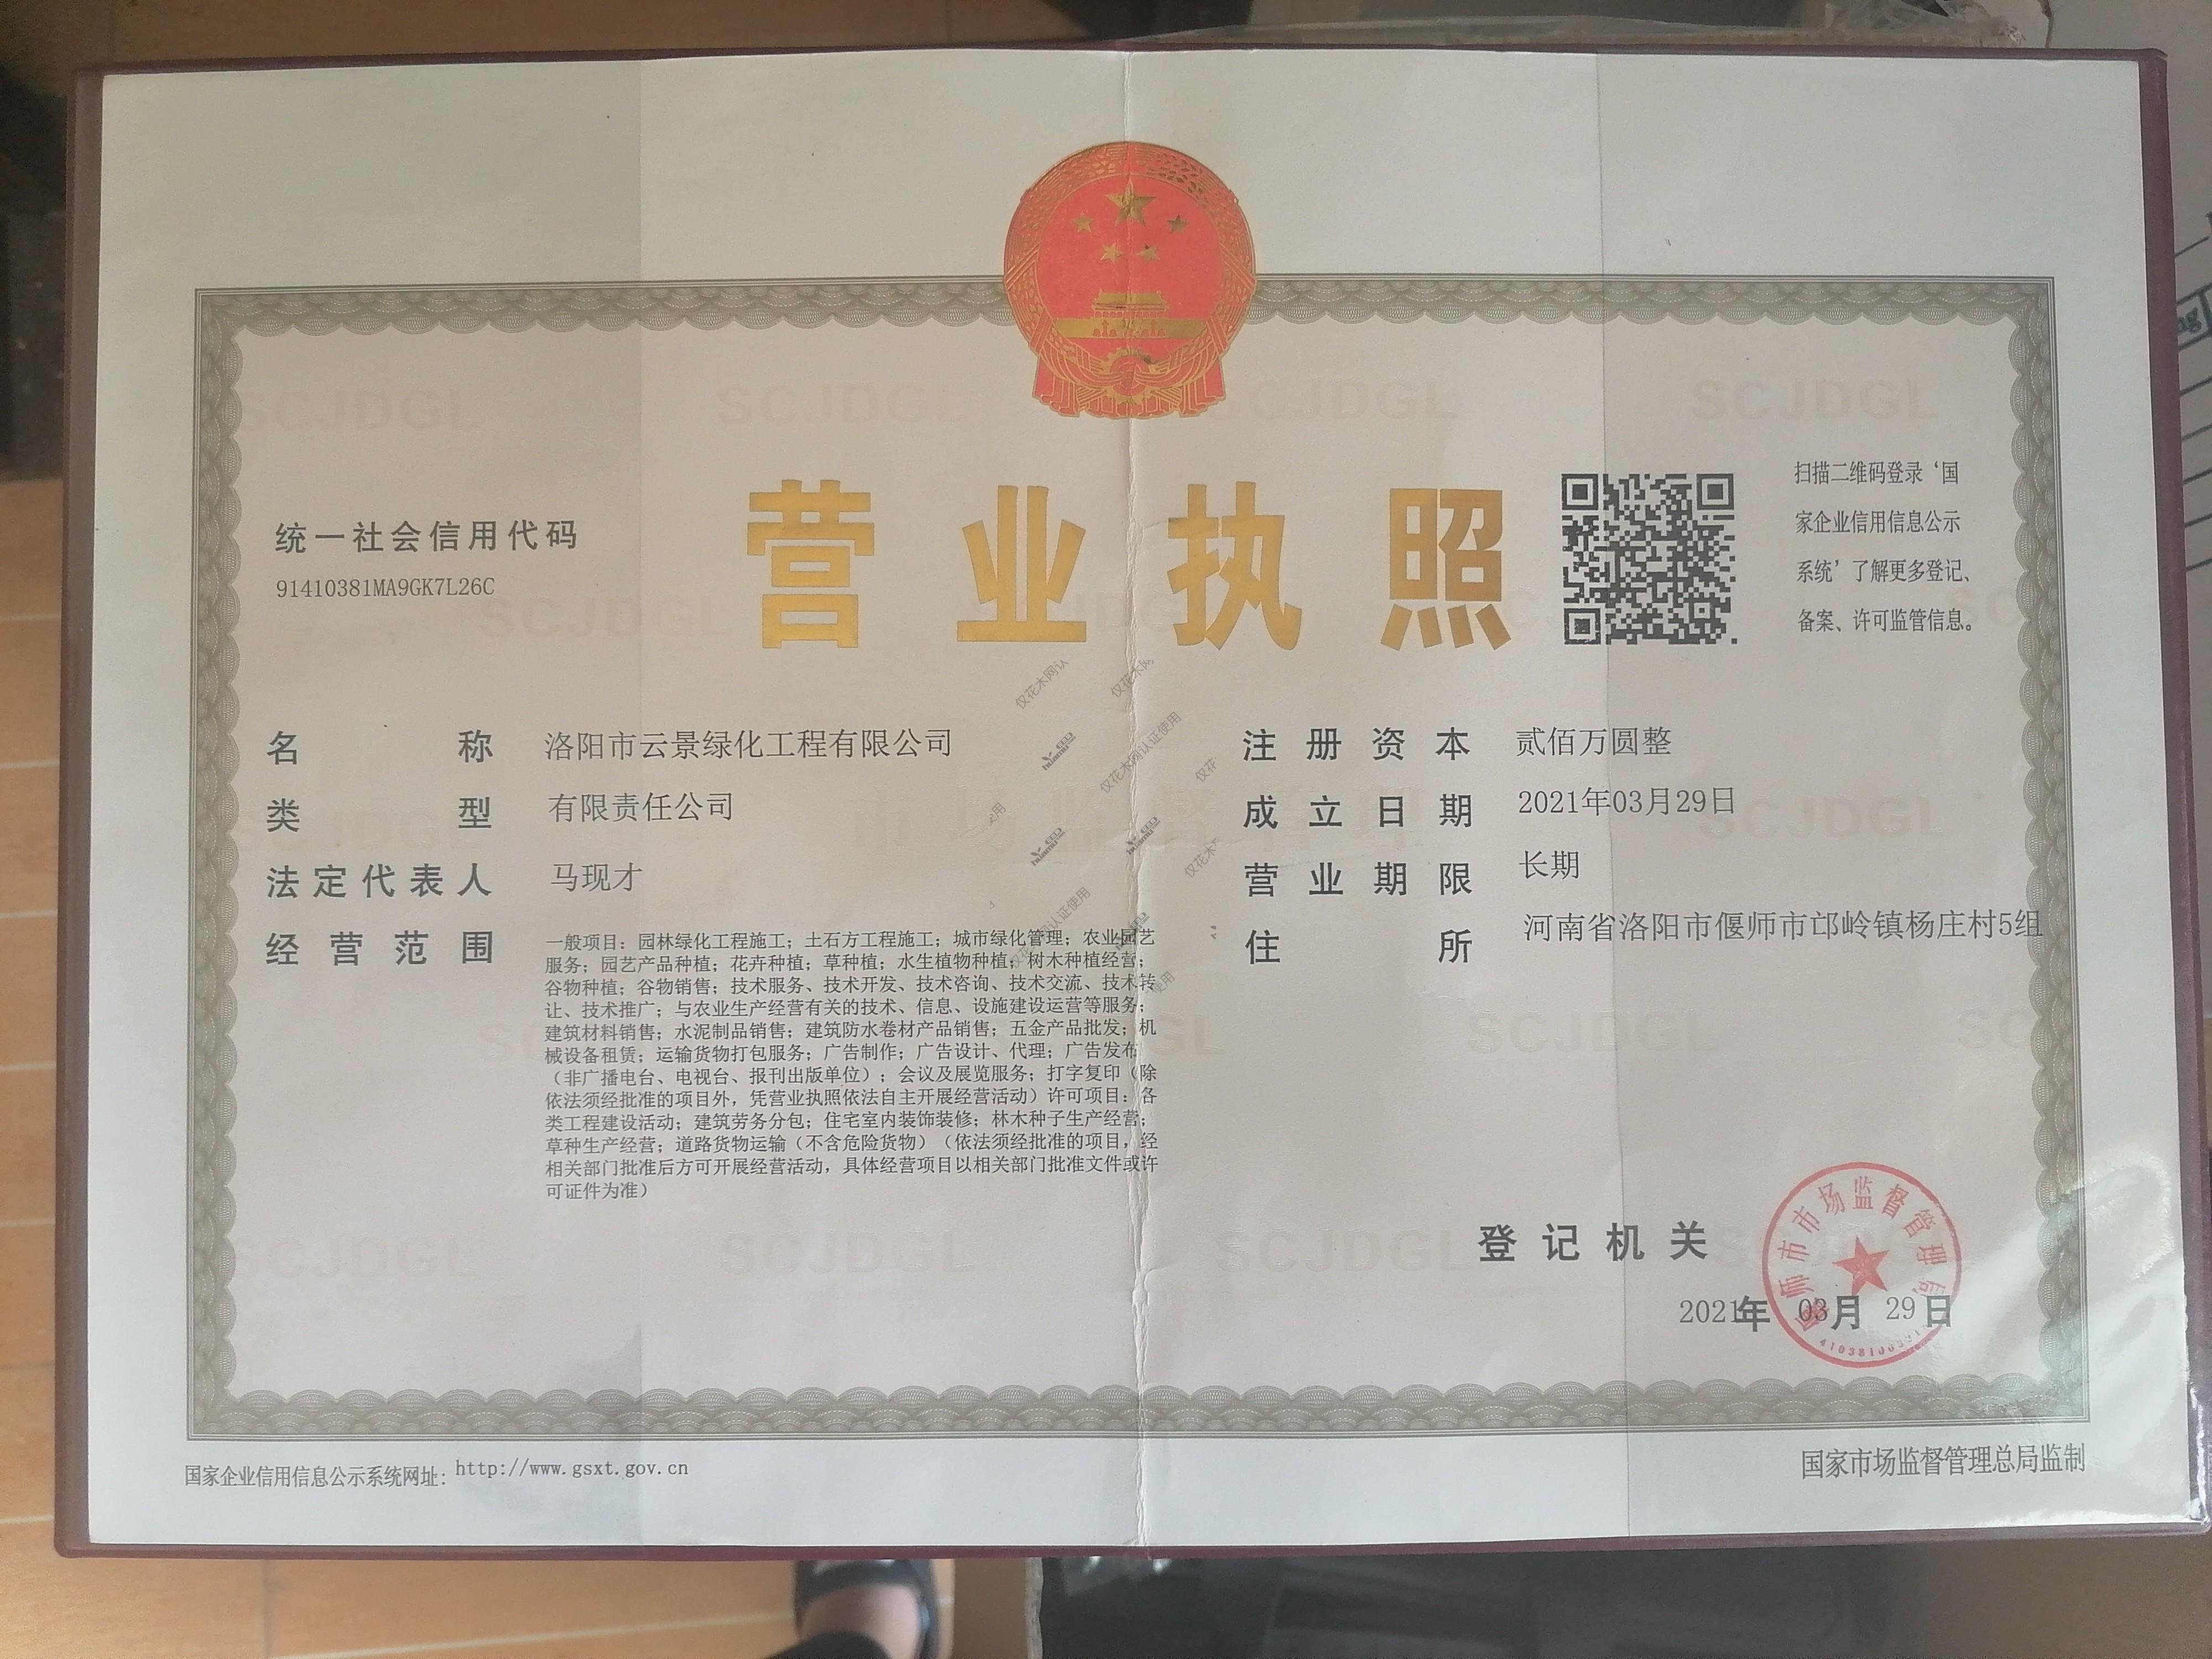 营业执照
统一社会信用代码
91410381MA9GK7L26C
扫描二维码登录‘国
家企业信用信息公示
系统’了解更多登记、
备案、许可监管信息。
名称 洛阳市云景绿化工程有限公司
类型 有限责任公司
法定代表人 马现才
经营范围 一般项目：园林绿化工程施工；土石方工程施工；城市绿化管理；农业园艺
服务；园艺产品种植；花卉种植；草种植；水生植物种植；树木种植经营；
谷物种植；谷物销售；技术服务、技术开发、技术咨询、技术交流、技术转
让、技术推广；与农业生产经营有关的技术、信息、设施建设运营等服务；
建筑材料销售；水泥制品销售；建筑防水卷材产品销售；五金产品批发；机
械设备租赁；运输货物打包服务；广告制作；广告设计、代理；广告发布
（非广播电台、电视台、报刊出版单位）；会议及展览服务；打字复印（除
依法须经批准的项目外，凭营业执照依法自主开展经营活动）许可项目：各
类工程建设活动；建筑劳务分包；住宅室内装饰装修；林木种子生产经营；
草种生产经营；道路货物运输（不含危险货物）（依法须经批准的项目，经
相关部门批准后方可开展经营活动，具体经营项目以相关部门批准文件或许
可证件为准）
注册资本 贰佰万圆整
成立日期 2021年03月29日
营业期限 长期
住所 河南省洛阳市偃师市邙岭镇杨庄村5组
登记机关
偃师市市场监督管理局
2021年 03月 29日
国家企业信用信息公示系统网址：http://www.gsxt.gov.cn
国家市场监督管理总局监制
SCJDGL
仅花木网认证使用